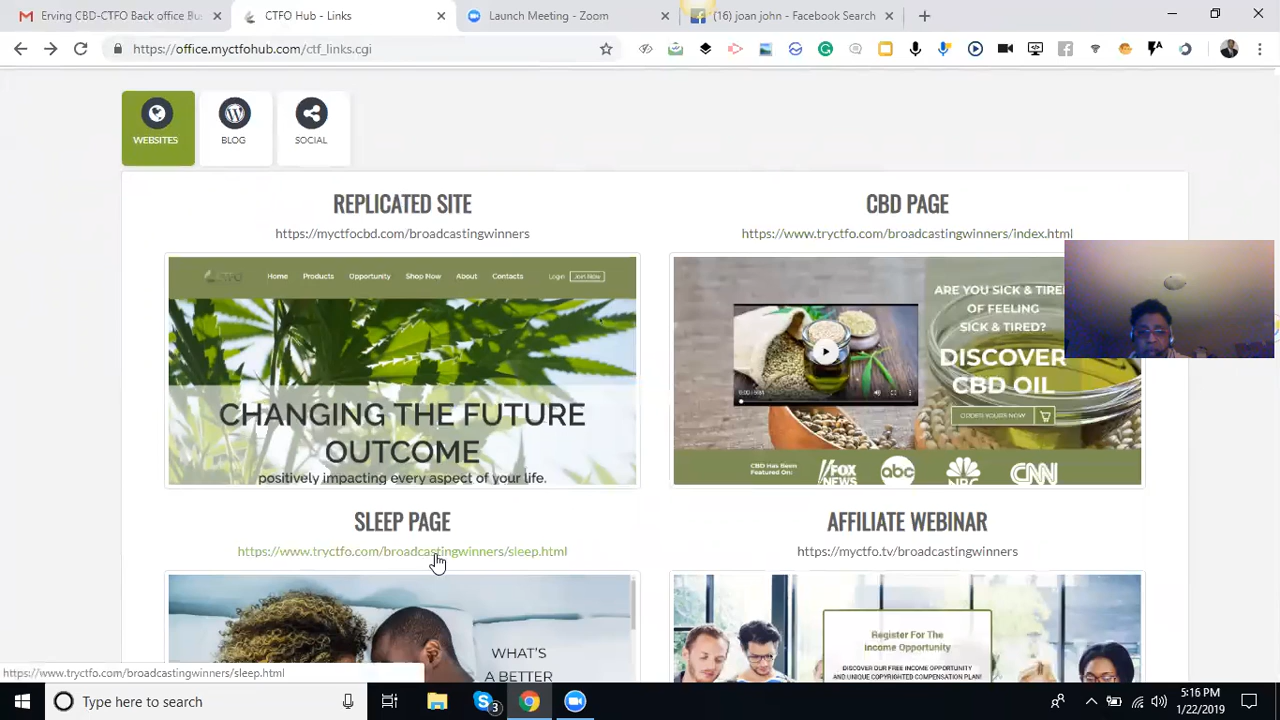 Erving CBD-CTFO Back office Bu
CTFO Hub - Links
Launch Meeting - Zoom
(16) joan john - Facebook Search
https://office.myctfohub.com/ctf_links.cgi
WEBSITES
BLOG
SOCIAL
REPLICATED SITE
CBD PAGE
https://myctfocbd.com/broadcastingwinners
https://www.tryctfo.com/broadcastingwinners/index.html
CTFO
Home
Products
Opportunity
Shop Now
About
Contacts
Login
Join Now
CHANGING THE FUTURE
OUTCOME
positively impacting every aspect of your life.
ARE YOU SICK & TIRE
OF FEELING
SICK & TIRED?
DISCOVER
CBD OIL
ORDER YOURS NOW
CBD Has Been
Featured On:
FOX
NEWS
abc
NBC
CNN
SLEEP PAGE
AFFILIATE WEBINAR
https://www.tryctfo.com/broadcastingwinners/sleep.html
https://myctfo.tv/broadcastingwinners
WHAT'S
A BETTER
Register For The
Income Opportunity
DISCOVER OUR FREE INCOME OPPORTUNITY
AND UNIQUE COPYRIGHTED COMPENSATION PLAN!
https://www.tryctfo.com/broadcastingwinners/sleep.html
Type here to search
3
5:16 PM
1/22/2019